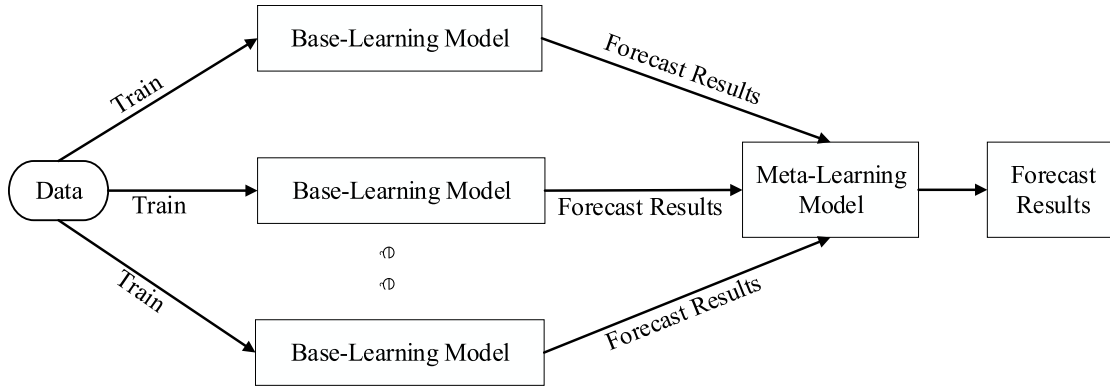 Base-Learning Model
Forecast Results
Train
Data
Train
Base-Learning Model
Forecast Results
Meta-Learning
Model
Forecast
Results
Train
Base-Learning Model
Forecast Results